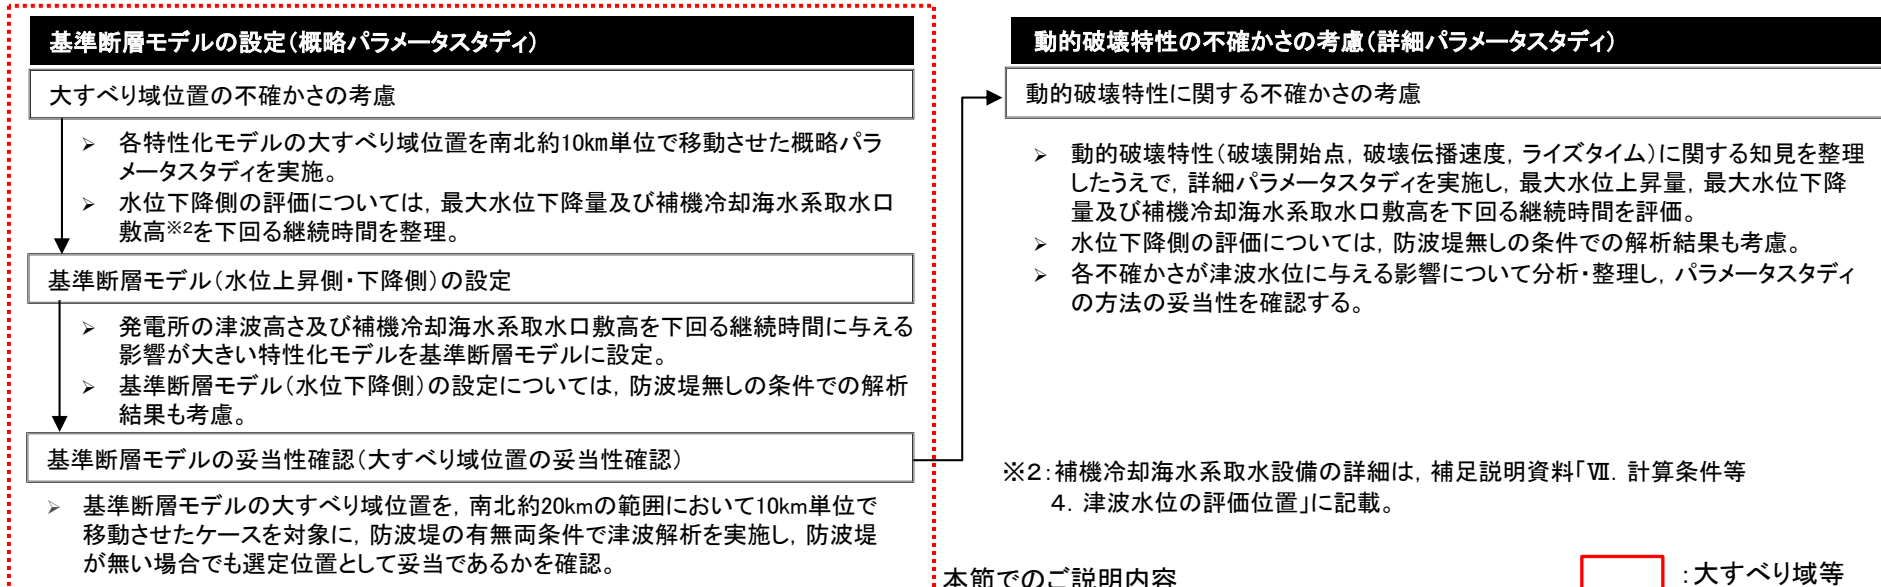 基準断層モデルの設定(概略パラメータスタディ)
大すべり域位置の不確かさの考慮
➢ 各特性化モデルの大すべり域位置を南北約10km単位で移動させた概略パラ
メータスタディを実施。
➢ 水位下降側の評価については，最大水位下降量及び補機冷却海水系取水口
敷高※2を下回る継続時間を整理。
基準断層モデル(水位上昇側・下降側)の設定
➢ 発電所の津波高さ及び補機冷却海水系取水口敷高を下回る継続時間に与える
影響が大きい特性化モデルを基準断層モデルに設定。
➢ 基準断層モデル(水位下降側)の設定については，防波堤無しの条件での解析
結果も考慮。
基準断層モデルの妥当性確認(大すべり域位置の妥当性確認)
➢ 基準断層モデルの大すべり域位置を，南北約20kmの範囲において10km単位で
移動させたケースを対象に，防波堤の有無両条件で津波解析を実施し，防波堤
が無い場合でも選定位置として妥当であるかを確認。
動的破壊特性の不確かさの考慮(詳細パラメータスタディ)
動的破壊特性に関する不確かさの考慮
➢ 動的破壊特性(破壊開始点，破壊伝播速度，ライズタイム)に関する知見を整理
したうえで，詳細パラメータスタディを実施し，最大水位上昇量，最大水位下降
量及び補機冷却海水系取水口敷高を下回る継続時間を評価。
➢ 水位下降側の評価については，防波堤無しの条件での解析結果も考慮。
➢ 各不確かさが津波水位に与える影響について分析・整理し，パラメータスタディ
の方法の妥当性を確認する。
※2：補機冷却海水系取水設備の詳細は，補足説明資料「Ⅶ．計算条件等
4．津波水位の評価位置」に記載。
本節でのご説明内容
：大すべり域等